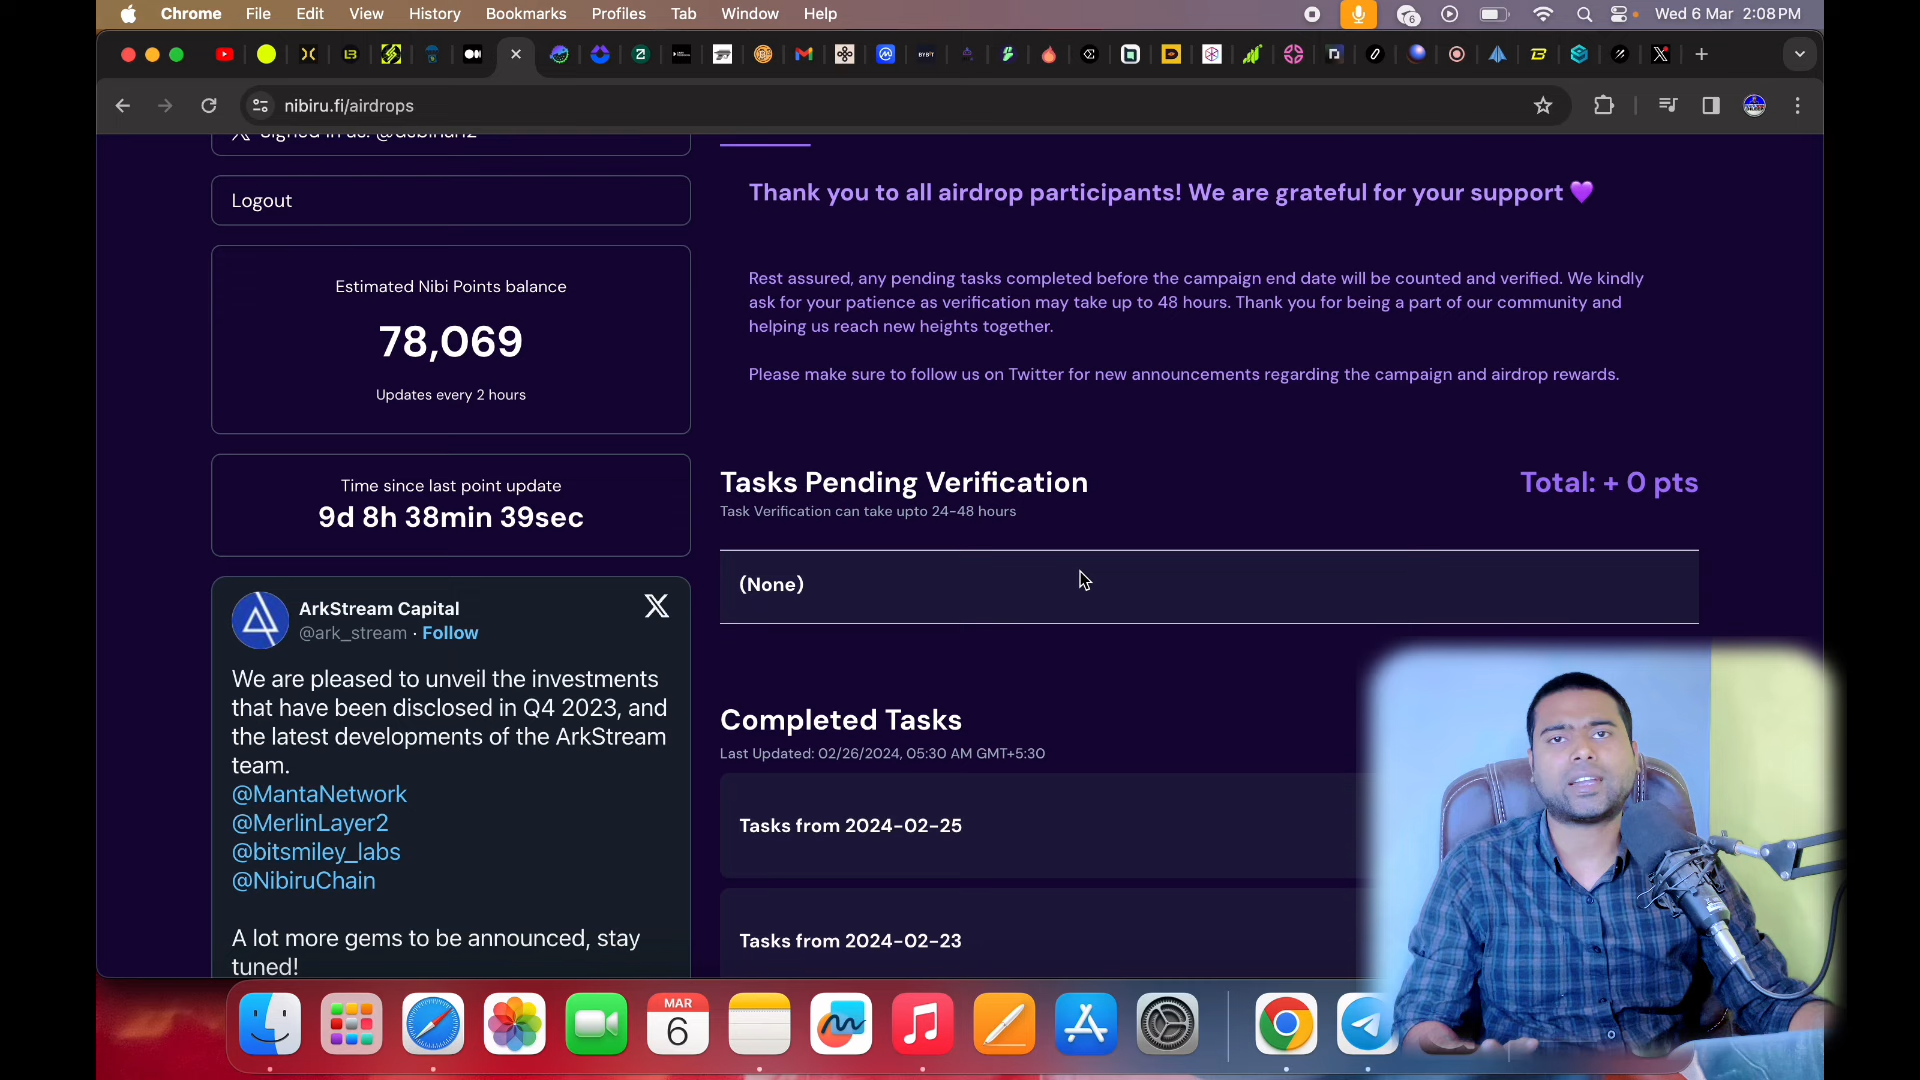 Chrome File Edit View History Bookmarks Profiles Tab Window Help
6
Wed 6 Mar 2:08 PM
nibiru.fi/airdrops
Logout
Estimated Nibi Points balance
78,069
Updates every 2 hours
Time since last point update
9d 8h 38min 39sec
ArkStream Capital
@ark_stream · Follow
We are pleased to unveil the investments
that have been disclosed in Q4 2023, and
the latest developments of the ArkStream
team.
@MantaNetwork
@MerlinLayer2
@bitsmiley_labs
@NibiruChain
A lot more gems to be announced, stay
tuned!
Thank you to all airdrop participants! We are grateful for your support 💜
Rest assured, any pending tasks completed before the campaign end date will be counted and verified. We kindly
ask for your patience as verification may take up to 48 hours. Thank you for being a part of our community and
helping us reach new heights together.
Please make sure to follow us on Twitter for new announcements regarding the campaign and airdrop rewards.
Tasks Pending Verification
Total: + 0 pts
Task Verification can take upto 24-48 hours
(None)
Completed Tasks
Last Updated: 02/26/2024, 05:30 AM GMT+5:30
Tasks from 2024-02-25
Tasks from 2024-02-23
MAR
6